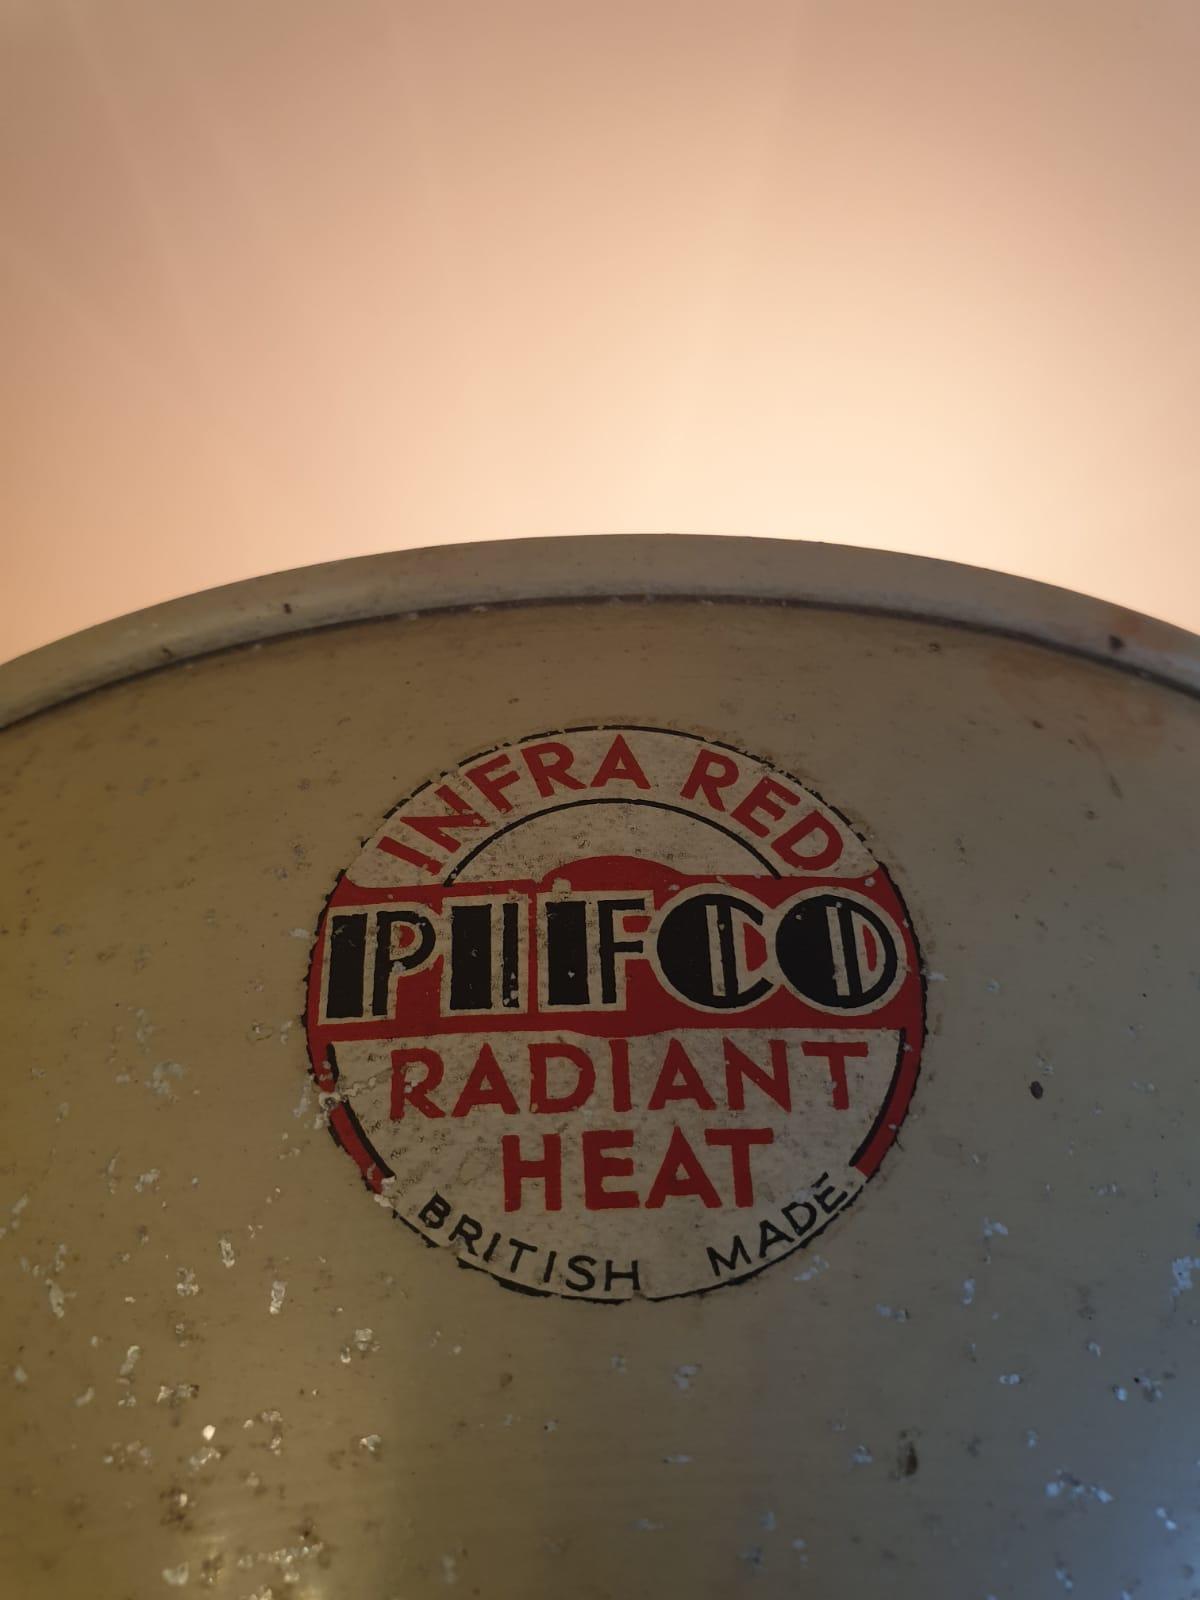 INFRA RED
PIFCO
RADIANT
HEAT
BRITISH MADE